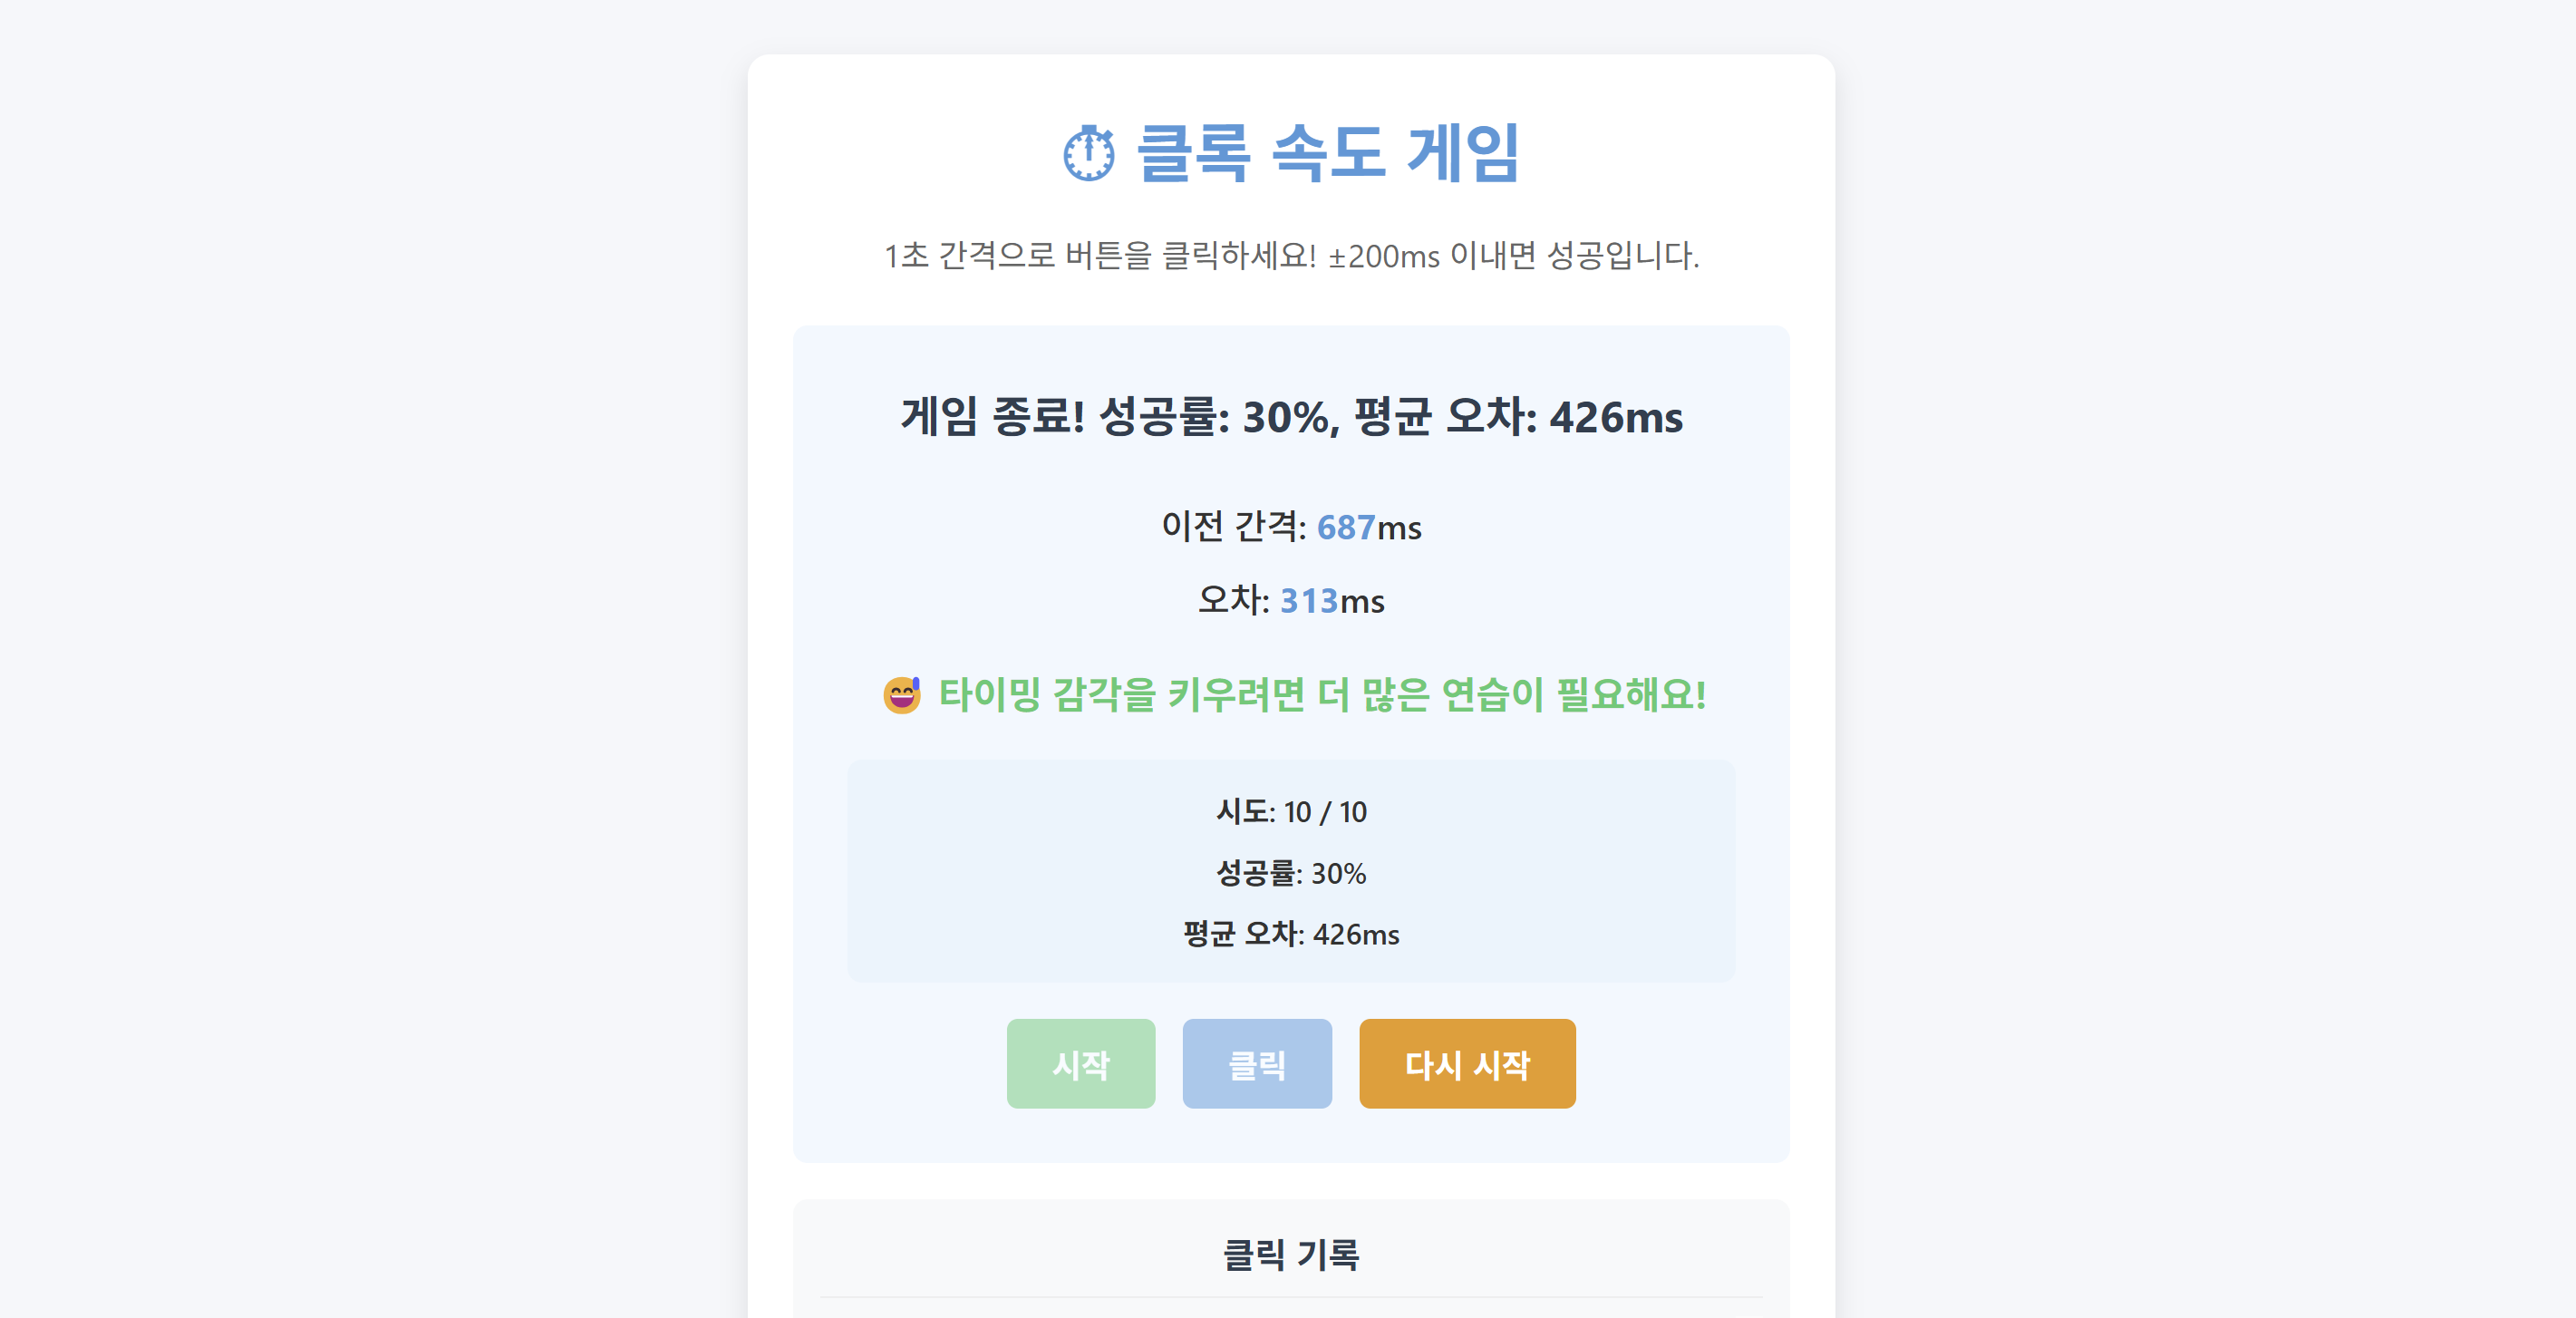 클록 속도 게임
1초 간격으로 버튼을 클릭하세요! ±200ms 이내면 성공입니다.
게임 종료! 성공률: 30%, 평균 오차: 426ms
이전 간격: 687ms
오차: 313ms
타이밍 감각을 키우려면 더 많은 연습이 필요해요!
시도: 10 / 10
성공률: 30%
평균 오차: 426ms
시작 클릭 다시 시작
클릭 기록